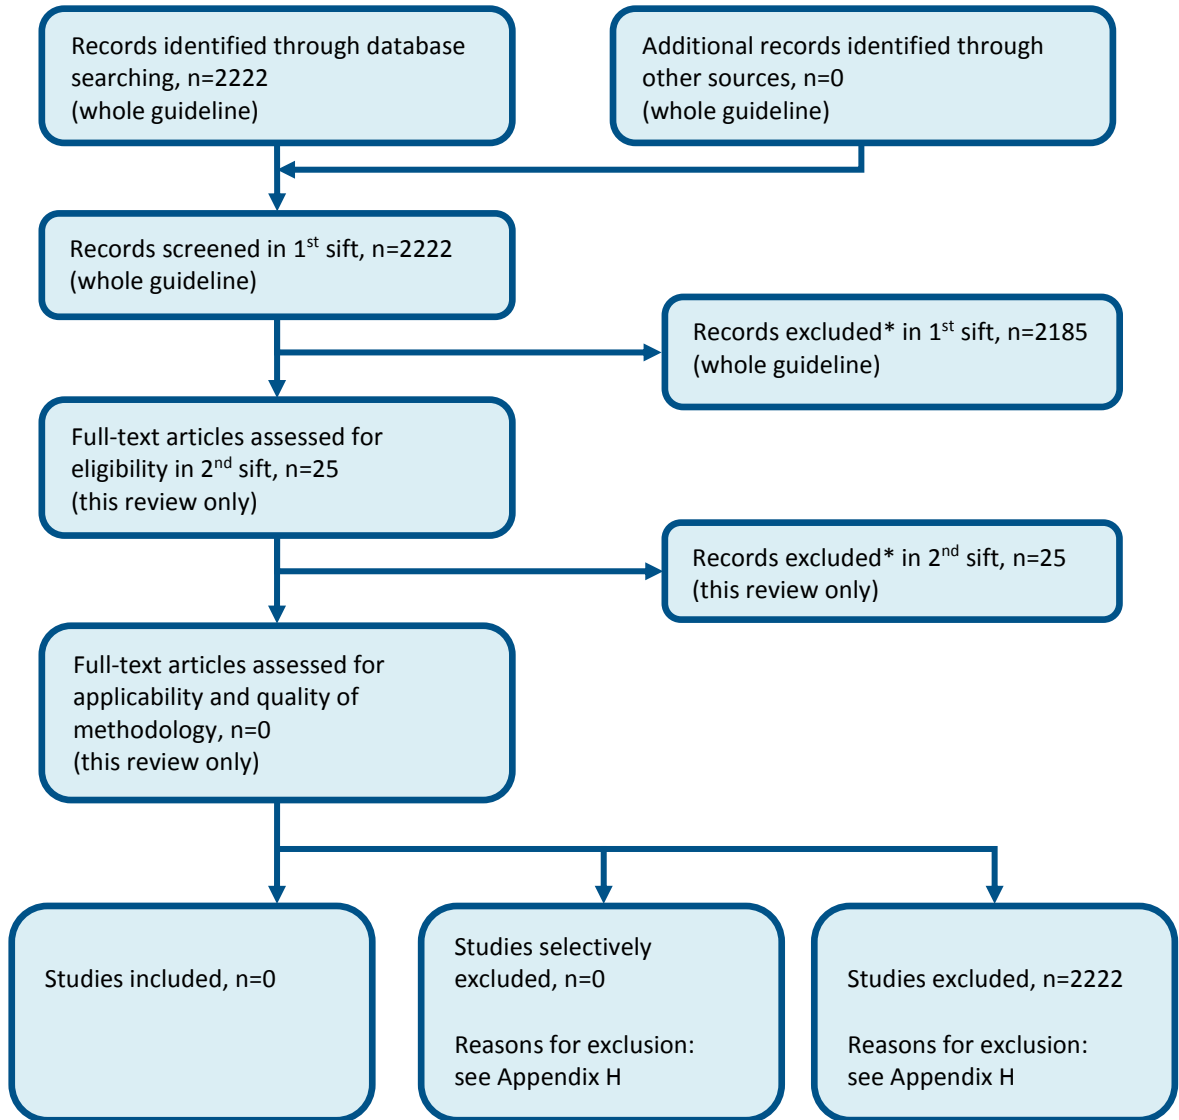 Records identified through database
searching, n=2222
(whole guideline)
Additional records identified through
other sources, n=0
(whole guideline)
Records screened in 1st sift, n=2222
(whole guideline)
Records excluded* in 1st sift, n=2185
(whole guideline)
Full-text articles assessed for
eligibility in 2nd sift, n=25
(this review only)
Records excluded* in 2nd sift, n=25
(this review only)
Full-text articles assessed for
applicability and quality of
methodology, n=0
(this review only)
Studies included, n=0
Studies selectively
excluded, n=0
Reasons for exclusion:
see Appendix H
Studies excluded, n=2222
Reasons for exclusion:
see Appendix H